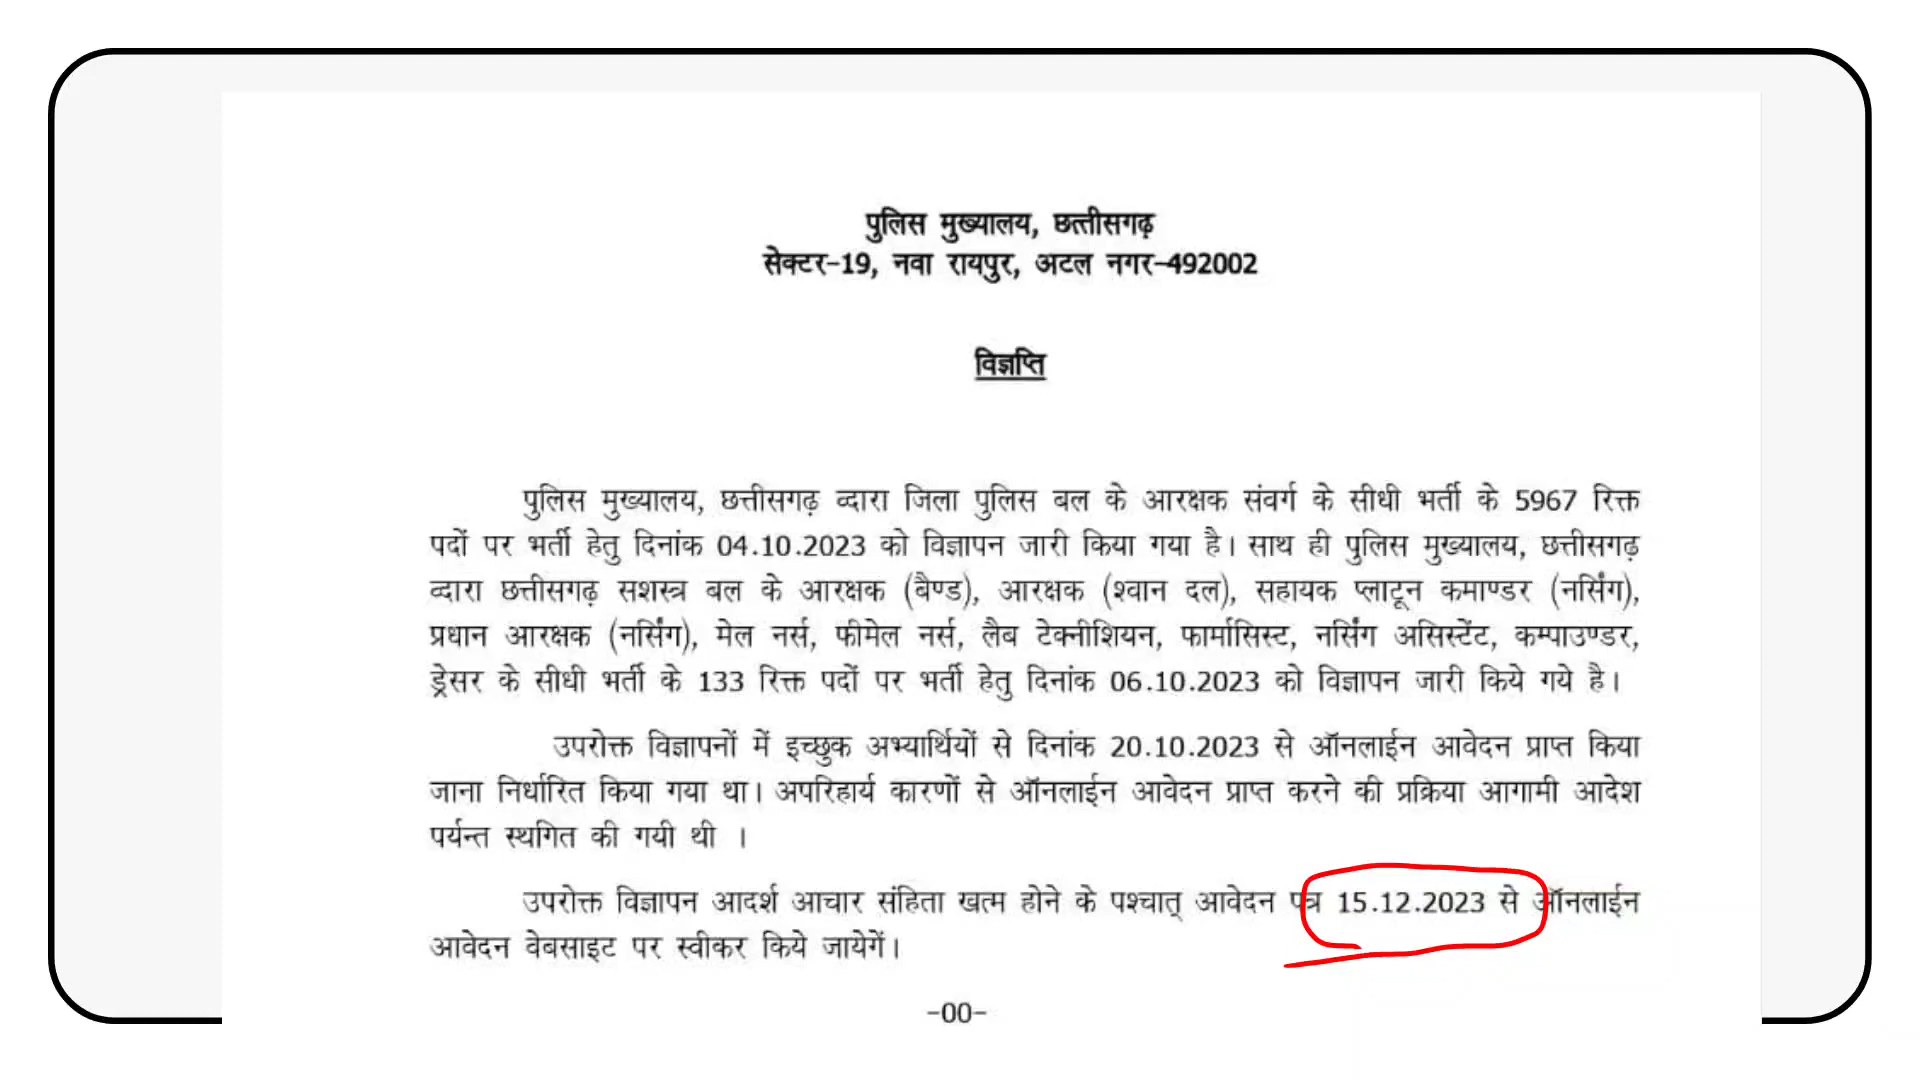 पुलिस मुख्यालय, छत्तीसगढ़
सेक्टर-19, नवा रायपुर, अटल नगर-492002
विज्ञप्ति
पुलिस मुख्यालय, छत्तीसगढ़ व्दारा जिला पुलिस बल के आरक्षक संवर्ग के सीधी भर्ती के 5967 रिक्त
पदों पर भर्ती हेतु दिनांक 04.10.2023 को विज्ञापन जारी किया गया है। साथ ही पुलिस मुख्यालय, छत्तीसगढ़
व्दारा छत्तीसगढ़ सशस्त्र बल के आरक्षक (बैण्ड), आरक्षक (श्वान दल), सहायक प्लाटून कमाण्डर (नर्सिंग),
प्रधान आरक्षक (नर्सिंग), मेल नर्स, फीमेल नर्स, लैब टेक्नीशियन, फार्मासिस्ट, नर्सिंग असिस्टेंट, कम्पाउण्डर,
ड्रेसर के सीधी भर्ती के 133 रिक्त पदों पर भर्ती हेतु दिनांक 06.10.2023 को विज्ञापन जारी किये गये है।
उपरोक्त विज्ञापनों में इच्छुक अभ्यार्थियों से दिनांक 20.10.2023 से ऑनलाईन आवेदन प्राप्त किया
जाना निर्धारित किया गया था। अपरिहार्य कारणों से ऑनलाईन आवेदन प्राप्त करने की प्रक्रिया आगामी आदेश
पर्यन्त स्थगित की गयी थी ।
उपरोक्त विज्ञापन आदर्श आचार संहिता खत्म होने के पश्चात् आवेदन पत्र 15.12.2023 से ऑनलाईन
आवेदन वेबसाइट पर स्वीकर किये जायेगें।
-00-